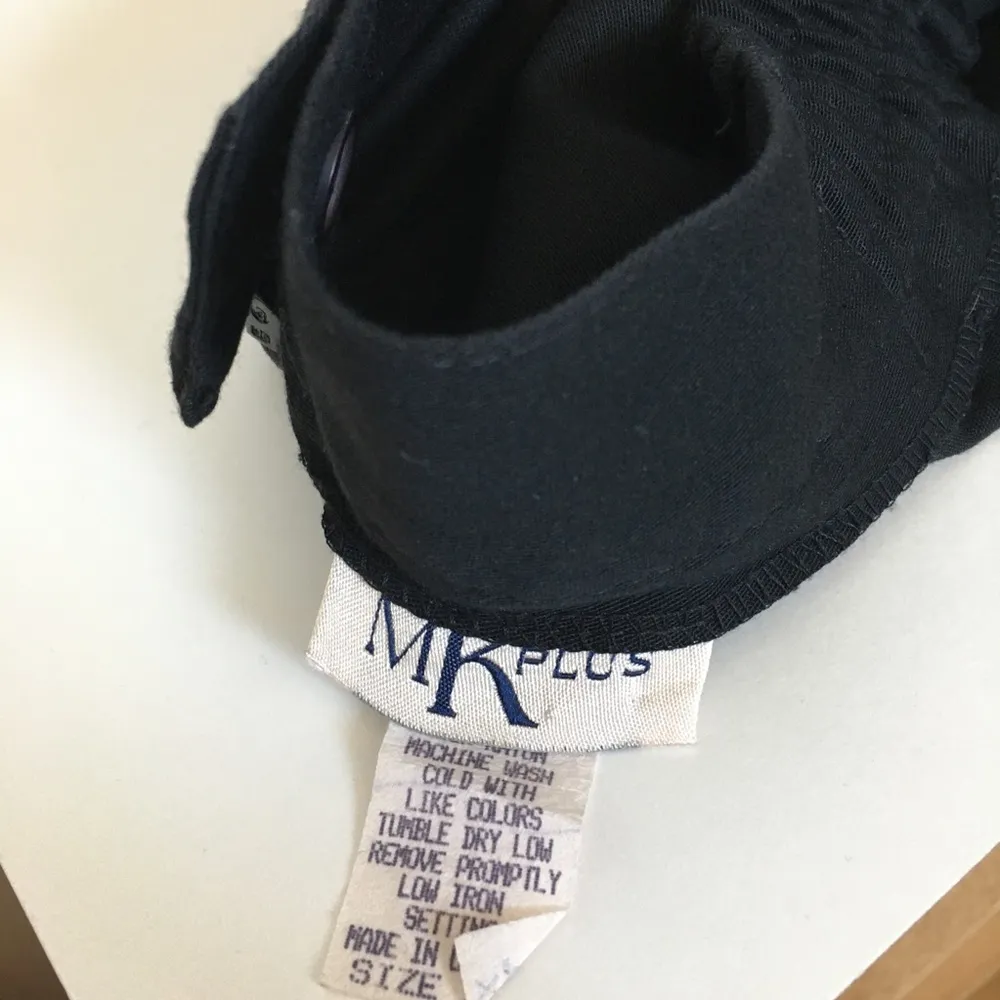 MK PLUS
MACHINE WASH
COLD WITH
LIKE COLORS
TUMBLE DRY LOW
REMOVE PROMPTLY
LOW IRON
MADE IN
SIZE